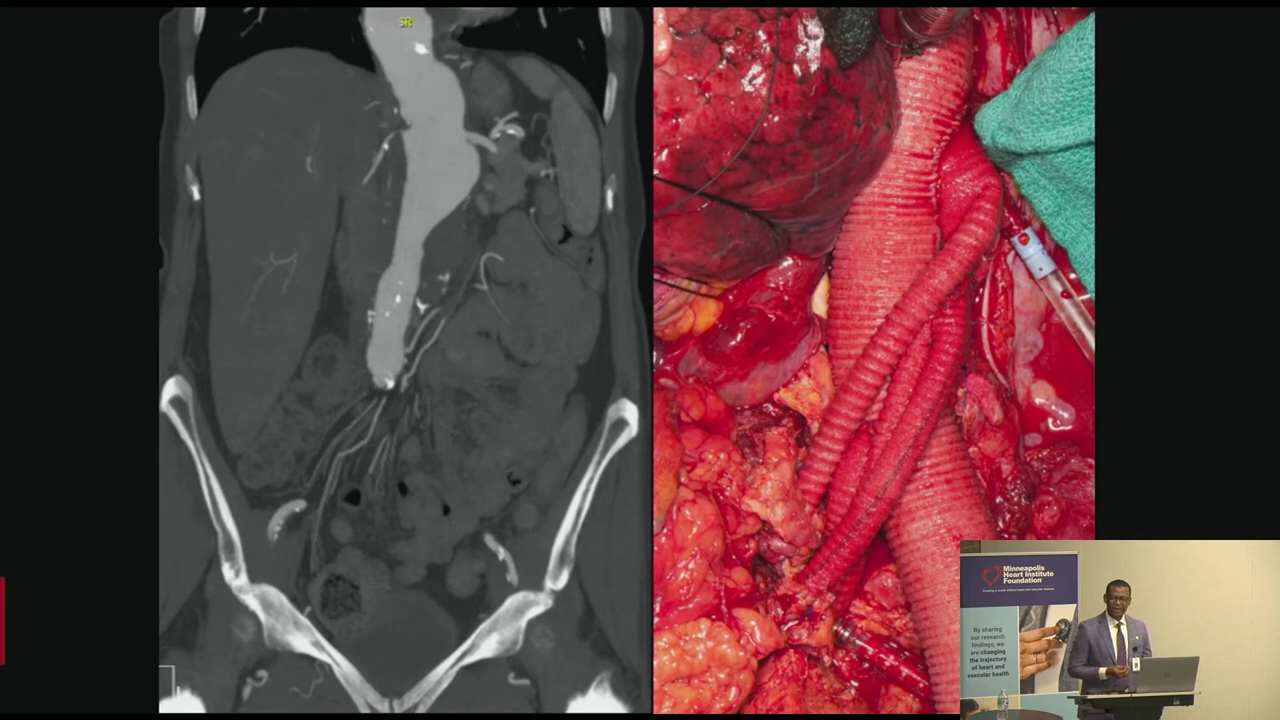 SR
Minneapolis
Heart Institute
Foundation
By sharing
our research
findings, we
are changing
the trajectory
of heart and
vascular health